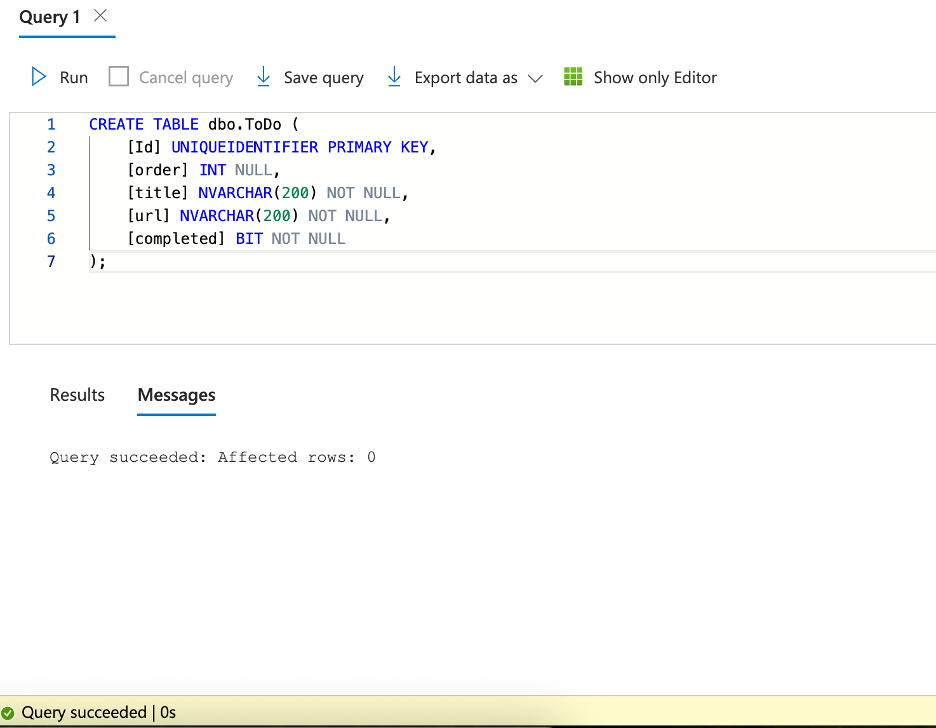 Query 1
Run Cancel query Save query Export data as Show only Editor
1 CREATE TABLE dbo.ToDo (
2 [Id] UNIQUEIDENTIFIER PRIMARY KEY,
3 [order] INT NULL,
4 [title] NVARCHAR(200) NOT NULL,
5 [url] NVARCHAR(200) NOT NULL,
6 [completed] BIT NOT NULL
7 );
Results Messages
Query succeeded: Affected rows: 0
Query succeeded | 0s